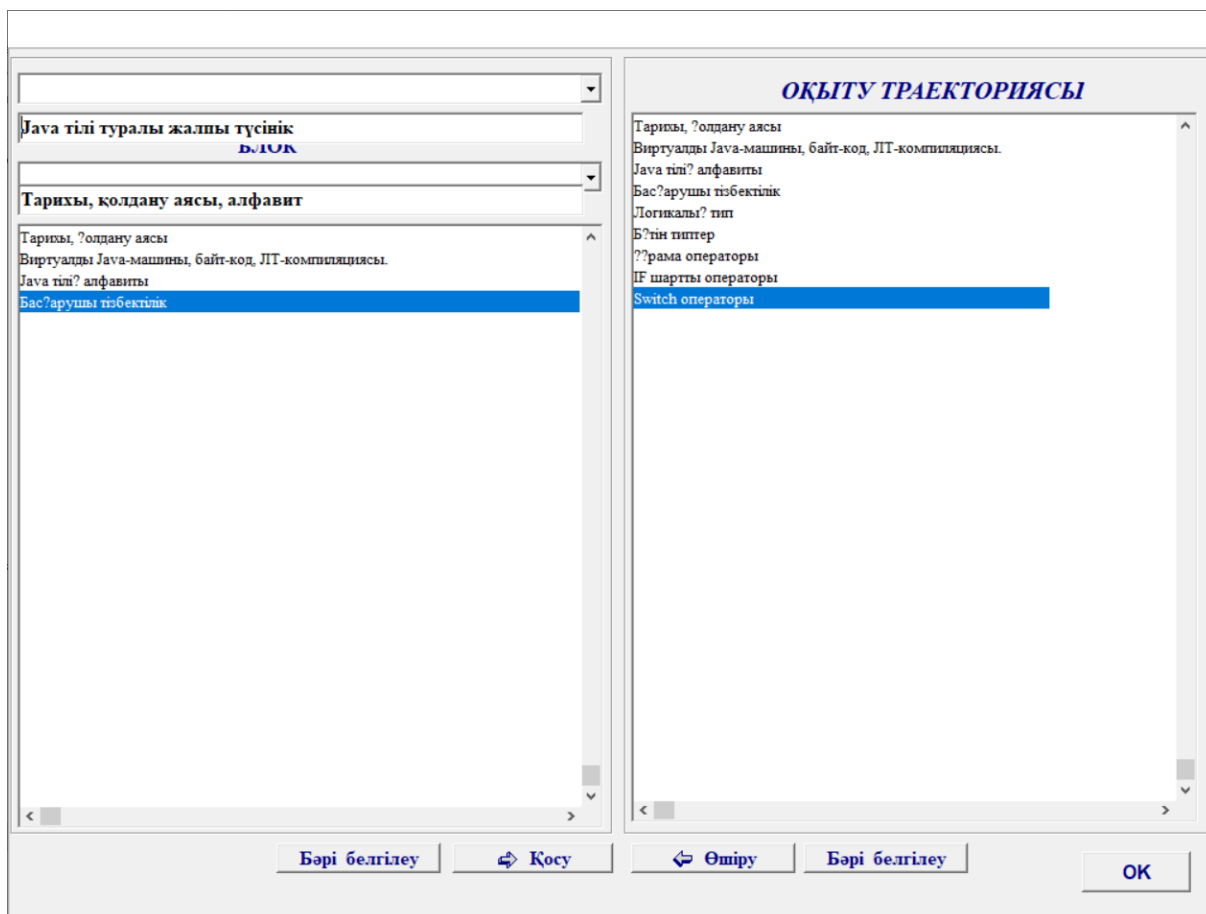 Java тілі туралы жалпы түсінік
БЛОК
Тарихы, қолдану аясы, алфавит
Тарихы, ?олдану аясы
Виртуалды Java-машины, байт-код, ЛТ-компиляциясы.
Java тілі? алфавиты
Бас?арушы тізбектілік
ОҚЫТУ ТРАЕКТОРИЯСЫ
Тарихы, ?олдану аясы
Виртуалды Java-машины, байт-код, ЛТ-компиляциясы.
Java тілі? алфавиты
Бас?арушы тізбектілік
Логикалы? тип
Б?тін типтер
??рама операторы
IF шартты операторы
Switch операторы
Бәрі белгілеу
Қосу
Өшіру
Бәрі белгілеу
OK